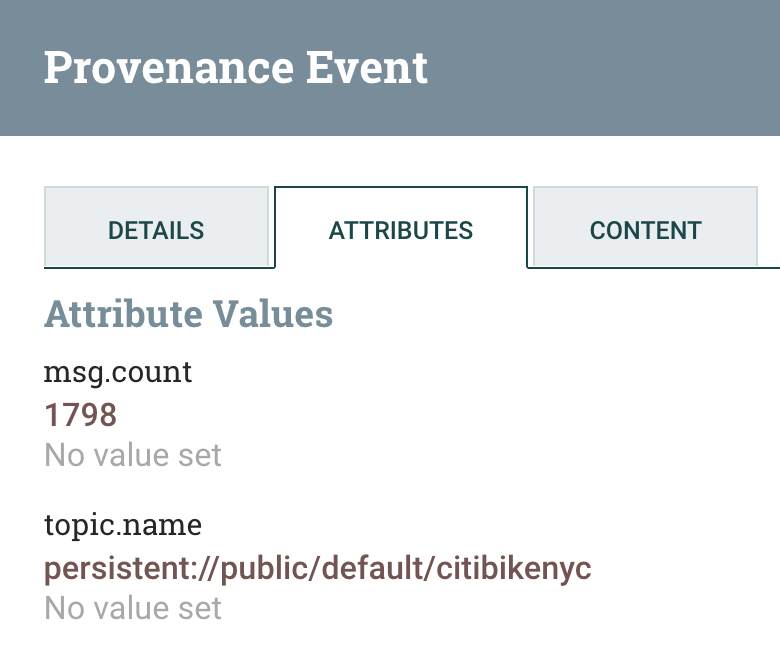 Provenance Event
DETAILS
ATTRIBUTES
CONTENT
Attribute Values
msg.count
1798
No value set
topic.name
persistent://public/default/citibikenyc
No value set